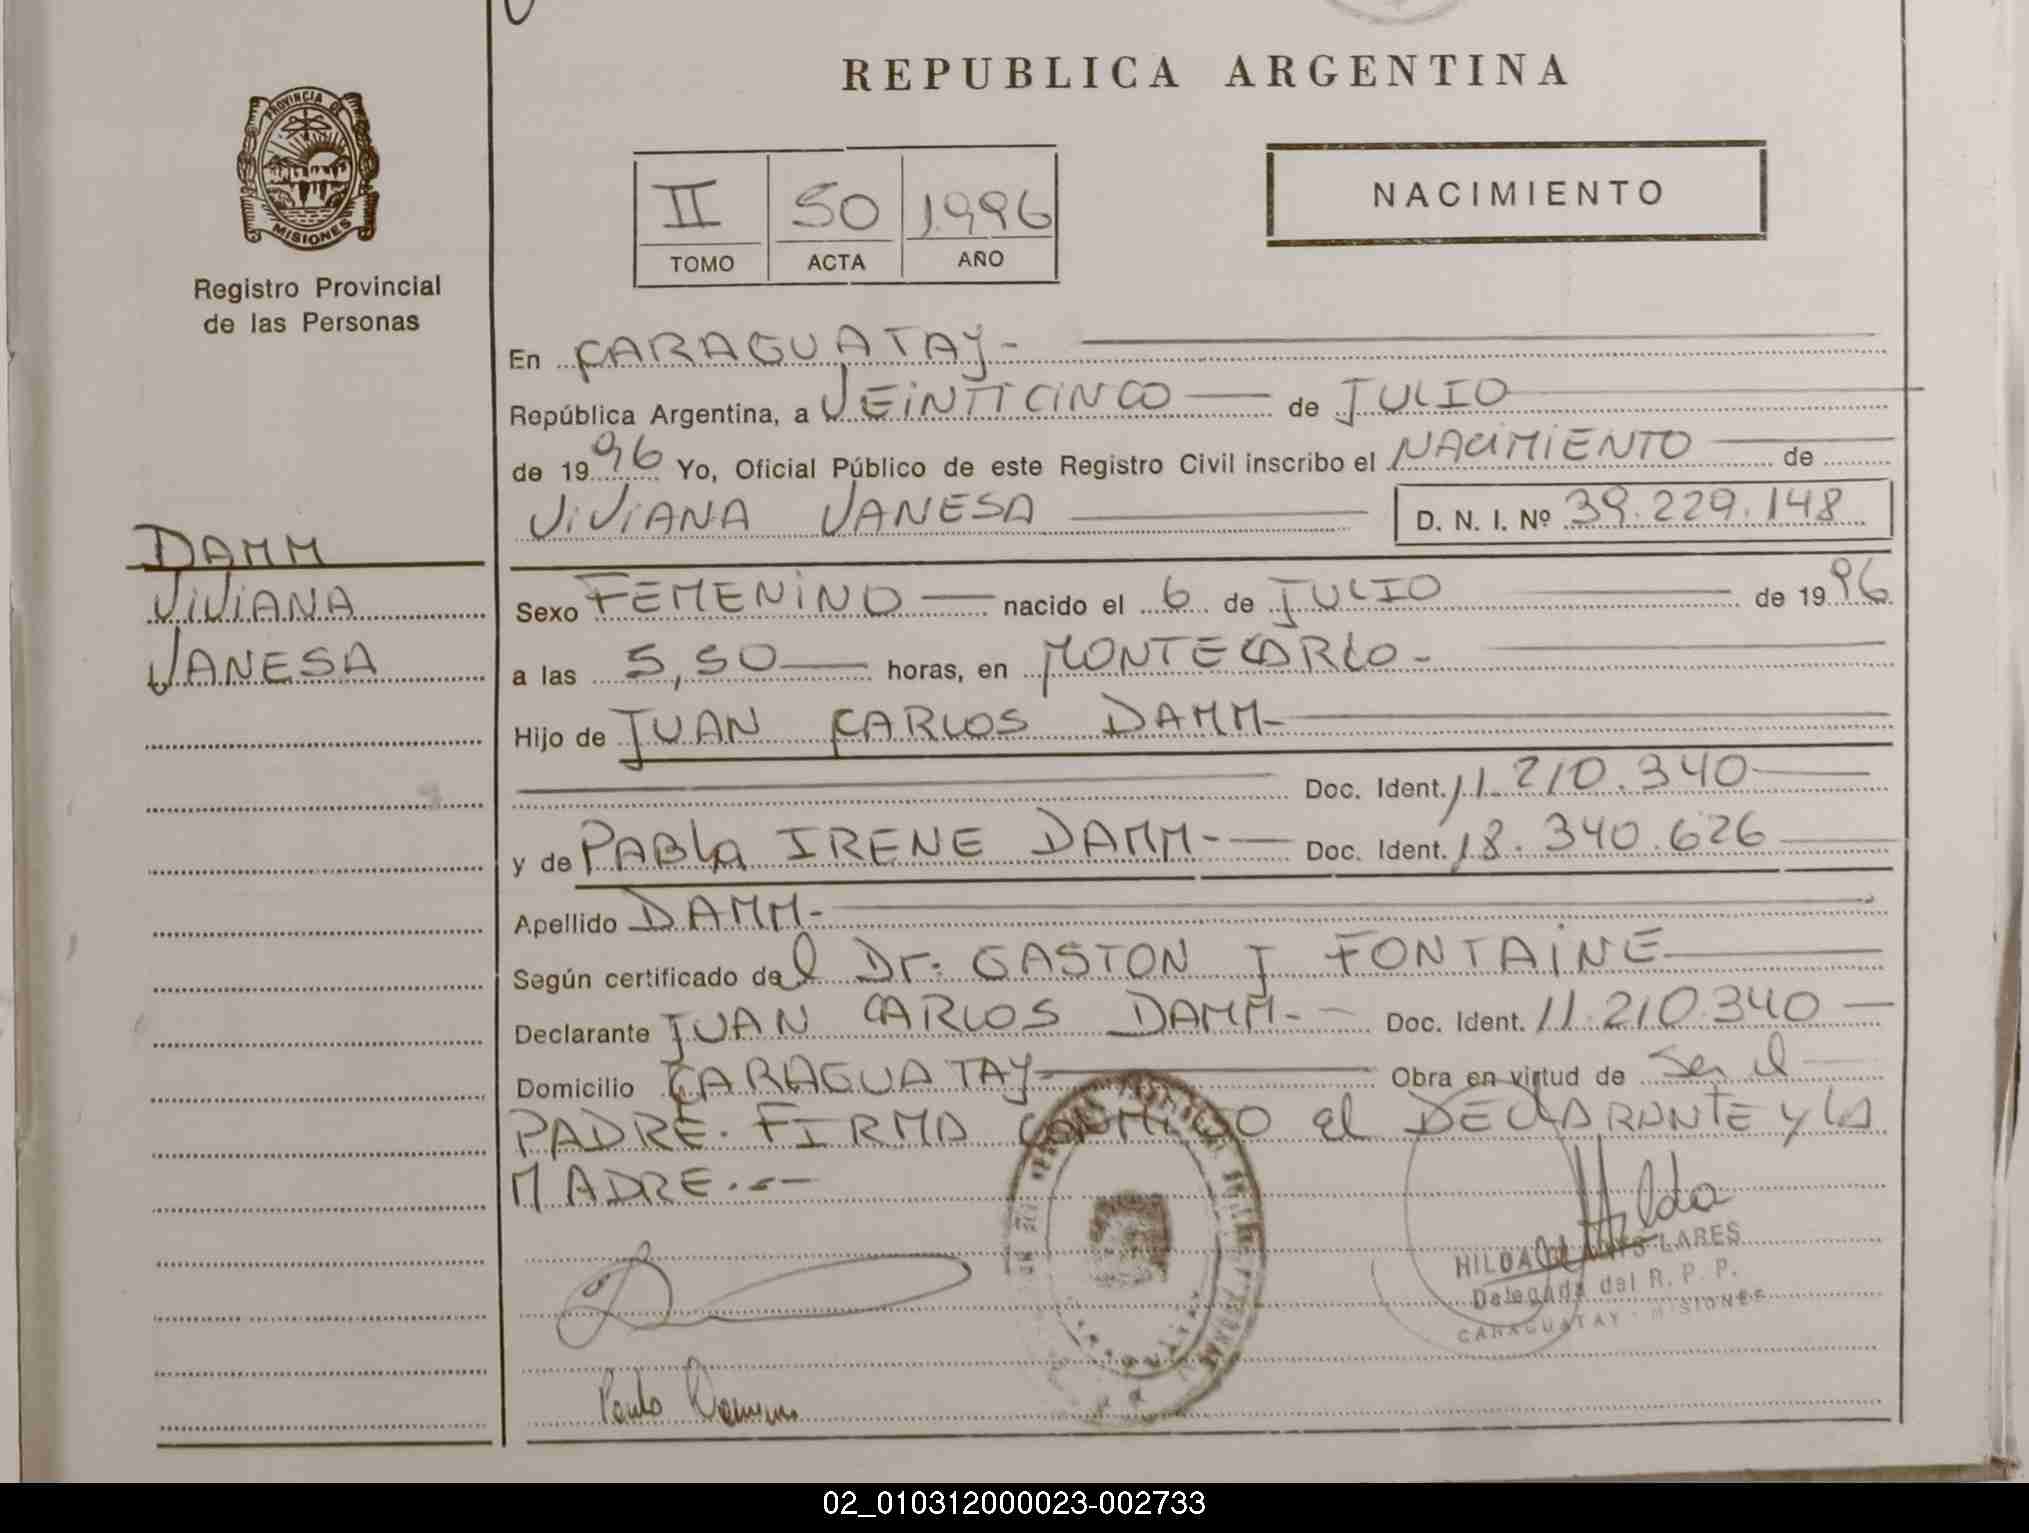 REPUBLICA ARGENTINA
PROVINCIA DE
MISIONES
Registro Provincial
de las Personas
II 50 1.996
TOMO ACTA AÑO
NACIMIENTO
En CARAGUATAY-
República Argentina, a VEINTICINCO de JULIO
de 1996 Yo, Oficial Público de este Registro Civil inscribo el NACIMIENTO de
VIVIANA VANESA D. N. I. Nº 39.229.148
DAMM
VIVIANA
VANESA
Sexo FEMENINO nacido el 6 de JULIO de 1996
a las 5,50 horas, en MONTECARLO-
Hijo de JUAN CARLOS DAMM-
Doc. Ident. 11.210.340
y de PABLA IRENE DAMM- Doc. Ident. 18.340.626
Apellido DAMM-
Según certificado del Dr. GASTON J FONTAINE
Declarante JUAN CARLOS DAMM- Doc. Ident. 11.210.340
Domicilio CARAGUATAY Obra en virtud de ser el
PADRE. FIRMA CONMIGO el DECLARANTE y LA
MADRE.-
Hilda
HILDA LARES
Delegada del R. P. P.
CARAGUATAY - MISIONES
02_010312000023-002733